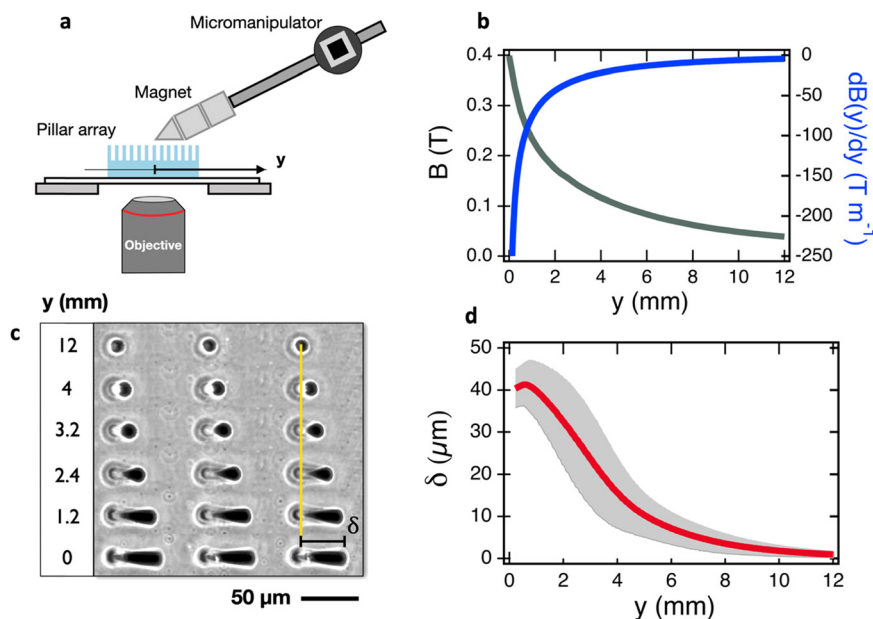 a
Micromanipulator
Magnet
Pillar array
y
Objective
b
0.4
0.3
0.2
0.1
0.0
B (T)
0
-50
-100
-150
-200
-250
dB(y)/dy (T m⁻¹)
0 2 4 6 8 10 12
y (mm)
c
y (mm)
12
4
3.2
2.4
1.2
0
δ
50 µm
d
50
40
30
20
10
0
δ (µm)
0 2 4 6 8 10 12
y (mm)